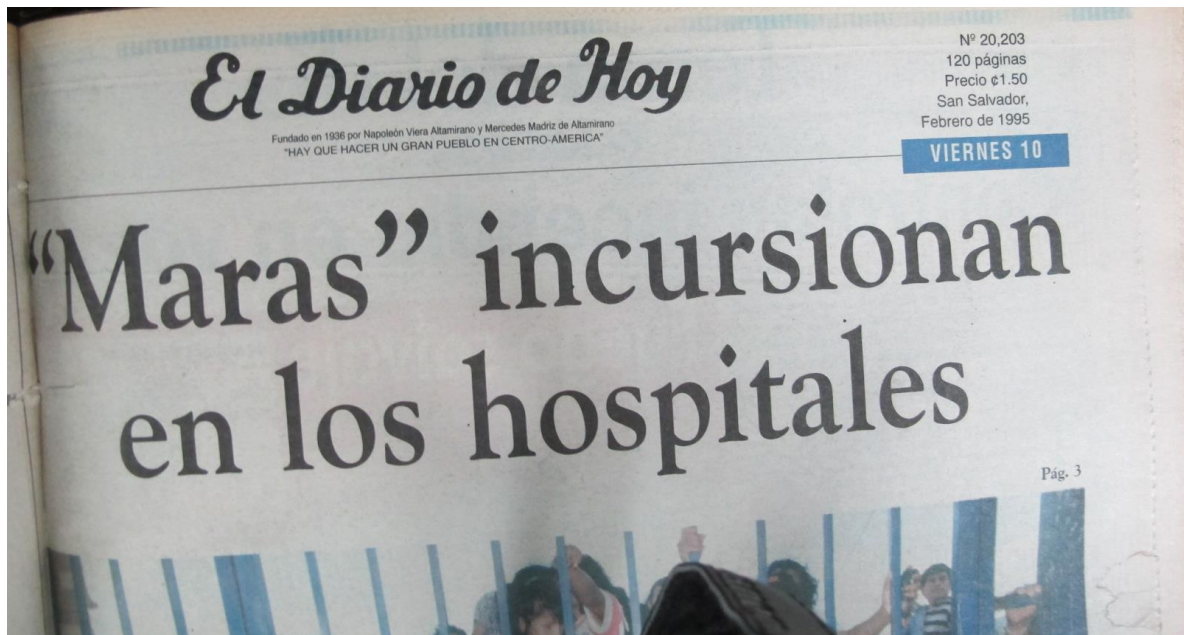 El Diario de Hoy
Fundado en 1936 por Napoleón Viera Altamirano y Mercedes Madriz de Altamirano
"HAY QUE HACER UN GRAN PUEBLO EN CENTRO-AMERICA"
Nº 20,203
120 páginas
Precio ¢1.50
San Salvador,
Febrero de 1995
VIERNES 10
“Maras” incursionan
en los hospitales
Pág. 3